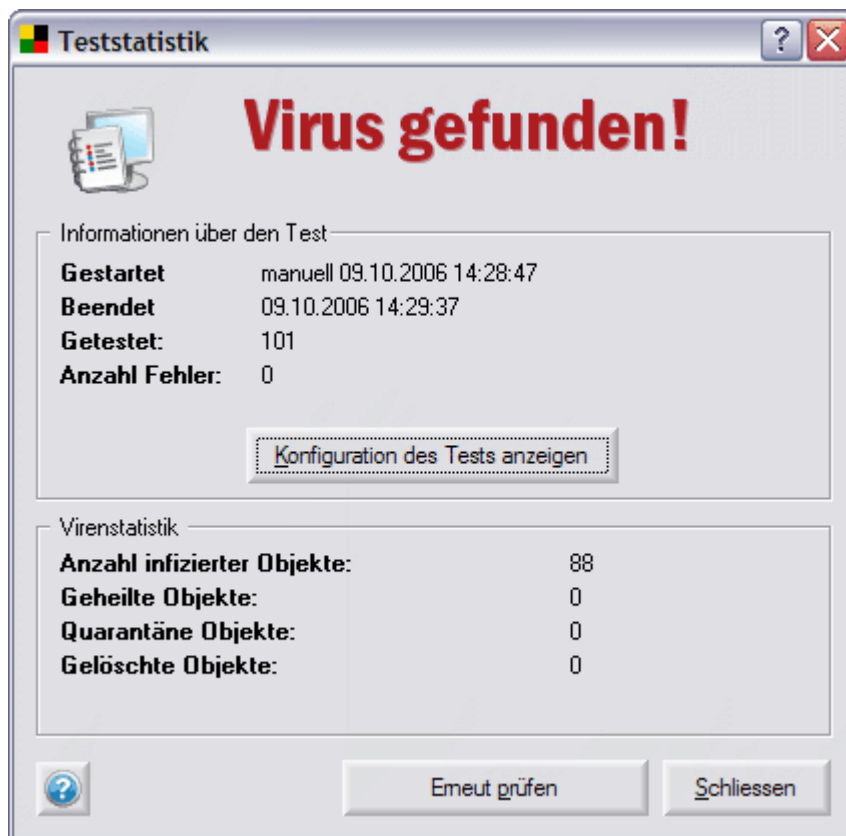 Teststatistik
Virus gefunden!
Informationen über den Test
Gestartet manuell 09.10.2006 14:28:47
Beendet 09.10.2006 14:29:37
Getestet: 101
Anzahl Fehler: 0
Konfiguration des Tests anzeigen
Virenstatistik
Anzahl infizierter Objekte: 88
Geheilte Objekte: 0
Quarantäne Objekte: 0
Gelöschte Objekte: 0
Erneut prüfen Schliessen